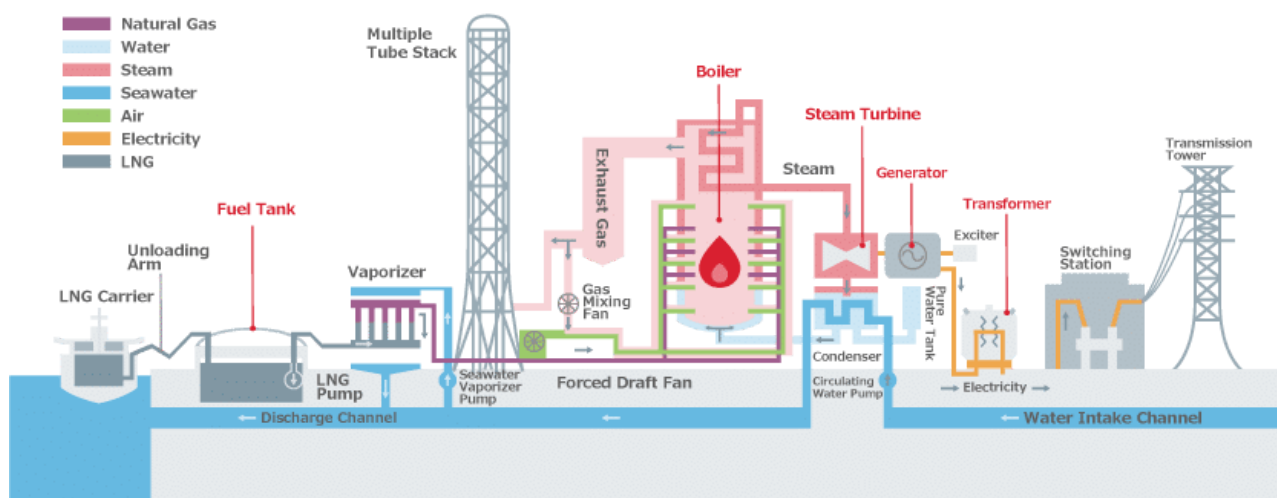 Natural Gas
Water
Steam
Seawater
Air
Electricity
LNG
Multiple
Tube Stack
Boiler
Steam Turbine
Steam
Generator
Transmission
Tower
Exhaust Gas
Transformer
Fuel Tank
Exciter
Unloading
Arm
Switching
Station
Vaporizer
LNG Carrier
Gas
Mixing
Fan
Pure
Water Tank
Condenser
LNG
Pump
Seawater
Vaporizer
Pump
Forced Draft Fan
Circulating
Water Pump
Electricity
Discharge Channel
Water Intake Channel